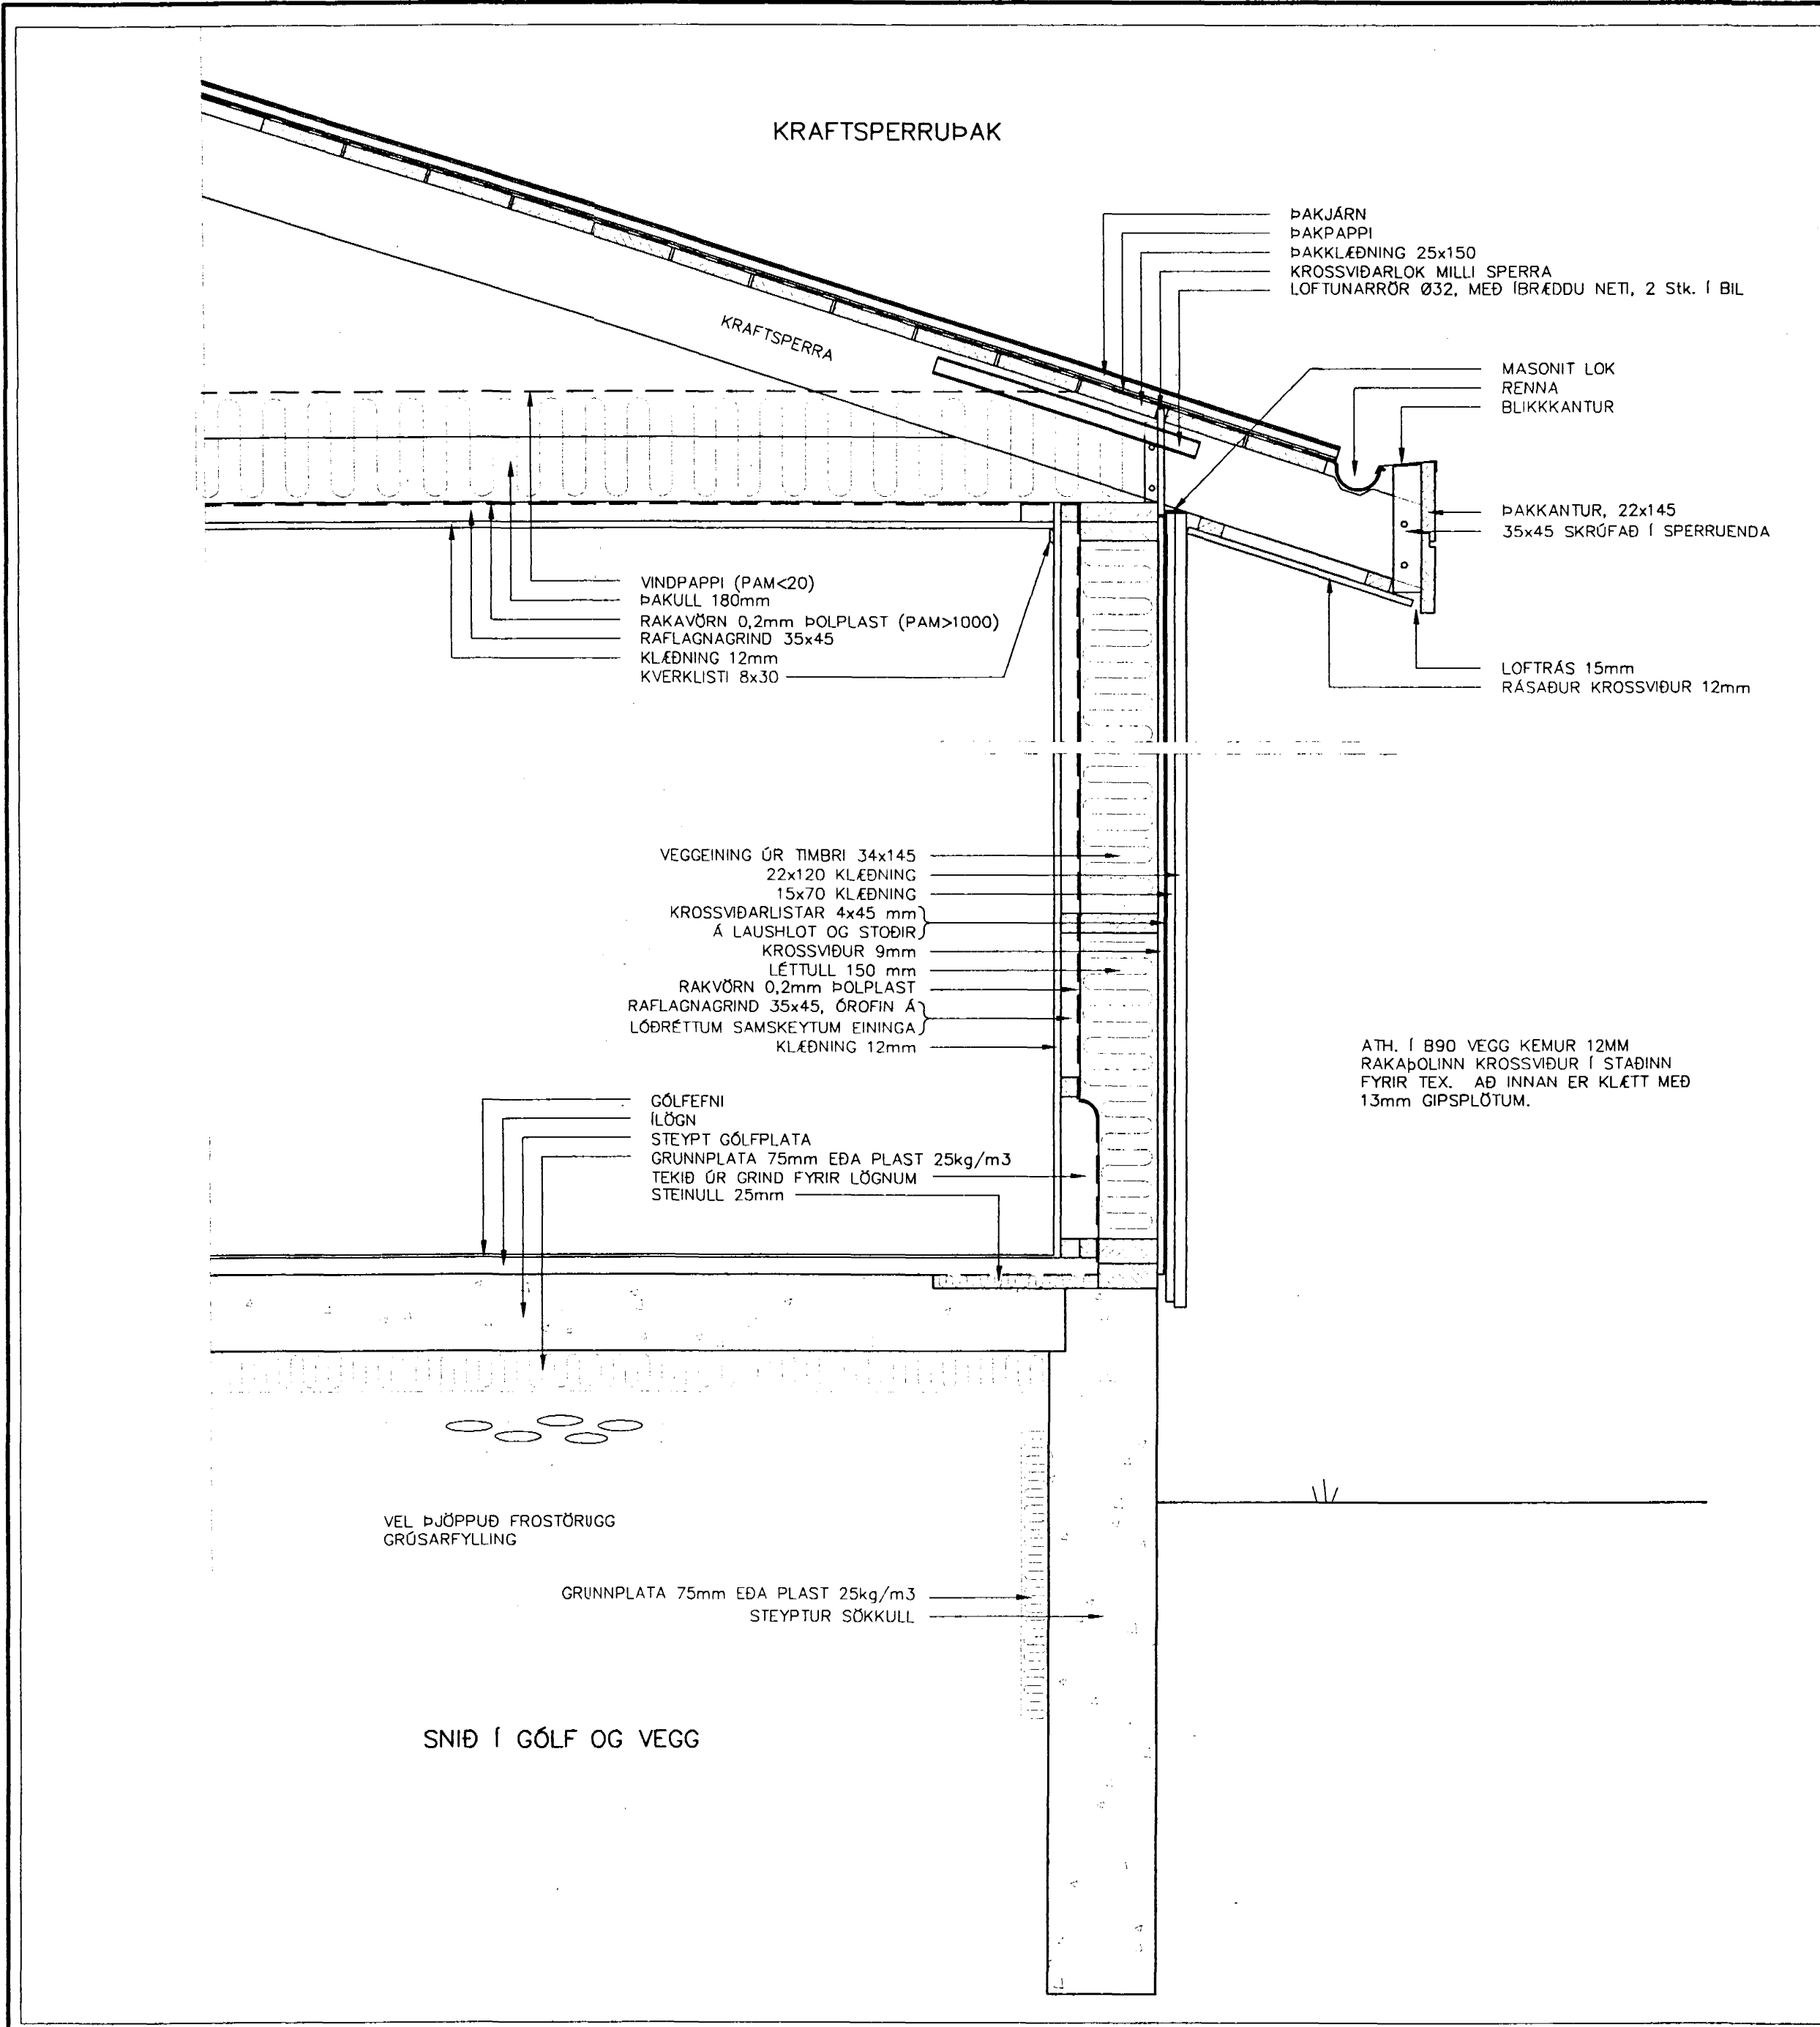 KRAFTSPERRUÞAK
ÞAKJÁRN
ÞAKPAPPI
ÞAKKLÆÐNING 25x150
KROSSVIÐARLOK MILLI SPERRA
LOFTUNARRÖR Ø32, MEÐ ÍBRÆDDU NETI, 2 Stk. Í BIL
KRAFTSPERRA
MASONIT LOK
RENNA
BLIKKKANTUR
ÞAKKANTUR, 22x145
35x45 SKRÚFAÐ Í SPERRUENDA
VINDPAPPI (PAM<20)
ÞAKULL 180mm
RAKAVÖRN 0,2mm ÞOLPLAST (PAM>1000)
RAFLAGNAGRIND 35x45
KLÆÐNING 12mm
KVERKLISTI 8x30
LOFTRÁS 15mm
RÁSAÐUR KROSSVIÐUR 12mm
VEGGEINING ÚR TIMBRI 34x145
22x120 KLÆÐNING
15x70 KLÆÐNING
KROSSVIÐARLISTAR 4x45 mm
Á LAUSHLOT OG STOÐIR
KROSSVIÐUR 9mm
LÉTTULL 150 mm
RAKVÖRN 0,2mm ÞOLPLAST
RAFLAGNAGRIND 35x45, ÓROFIN Á
LÓÐRÉTTUM SAMSKEYTUM EININGA
KLÆÐNING 12mm
ATH. Í B90 VEGG KEMUR 12MM
RAKAÞOLINN KROSSVIÐUR Í STAÐINN
FYRIR TEX. AÐ INNAN ER KLÆTT MEÐ
13mm GIPSPLÖTUM.
GÓLFEFNI
ÍLÖGN
STEYPT GÓLFPLATA
GRUNNPLATA 75mm EÐA PLAST 25kg/m3
TEKIÐ ÚR GRIND FYRIR LÖGNUM
STEINULL 25mm
VEL ÞJÖPPUÐ FROSTÖRUGG
GRÚSARFYLLING
GRUNNPLATA 75mm EÐA PLAST 25kg/m3
STEYPTUR SÖKKULL
SNIÐ Í GÓLF OG VEGG